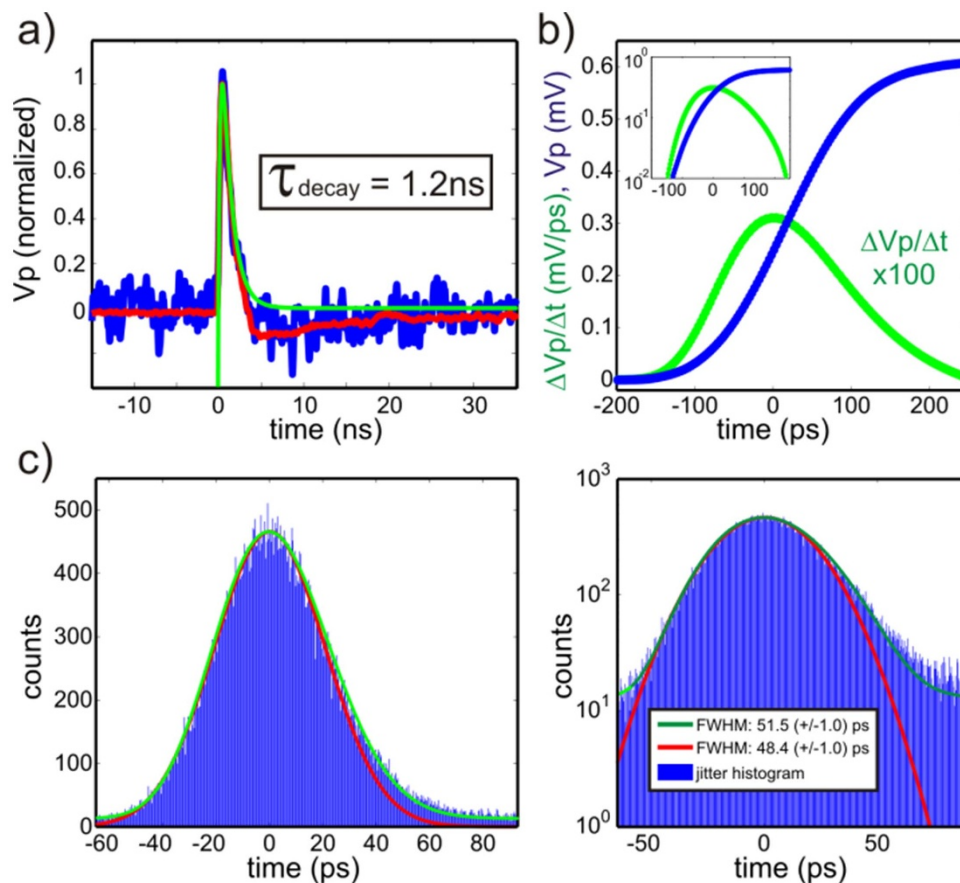 a)
Vp (normalized)
1
0.8
0.6
0.4
0.2
0
τdecay = 1.2ns
-10 0 10 20 30
time (ns)
b)
ΔVp/Δt (mV/ps), Vp (mV)
0.6
0.5
0.4
0.3
0.2
0.1
0
10^0
10^-1
10^-2
-100 0 100
ΔVp/Δt
x100
-200 -100 0 100 200
time (ps)
c)
counts
500
400
300
200
100
0
-60 -40 -20 0 20 40 60 80
time (ps)
counts
10^3
10^2
10^1
10^0
FWHM: 51.5 (+/-1.0) ps
FWHM: 48.4 (+/-1.0) ps
jitter histogram
-50 0 50
time (ps)